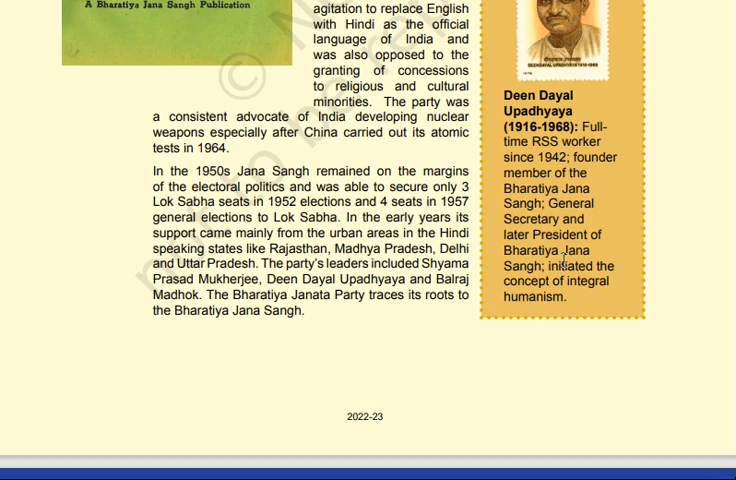 A Bharatiya Jana Sangh Publication
agitation to replace English
with Hindi as the official
language of India and
was also opposed to the
granting of concessions
to religious and cultural
minorities. The party was
a consistent advocate of India developing nuclear
weapons especially after China carried out its atomic
tests in 1964.
In the 1950s Jana Sangh remained on the margins
of the electoral politics and was able to secure only 3
Lok Sabha seats in 1952 elections and 4 seats in 1957
general elections to Lok Sabha. In the early years its
support came mainly from the urban areas in the Hindi
speaking states like Rajasthan, Madhya Pradesh, Delhi
and Uttar Pradesh. The party's leaders included Shyama
Prasad Mukherjee, Deen Dayal Upadhyaya and Balraj
Madhok. The Bharatiya Janata Party traces its roots to
the Bharatiya Jana Sangh.
Deen Dayal
Upadhyaya
(1916-1968): Full-
time RSS worker
since 1942; founder
member of the
Bharatiya Jana
Sangh; General
Secretary and
later President of
Bharatiya Jana
Sangh; initiated the
concept of integral
humanism.
2022-23